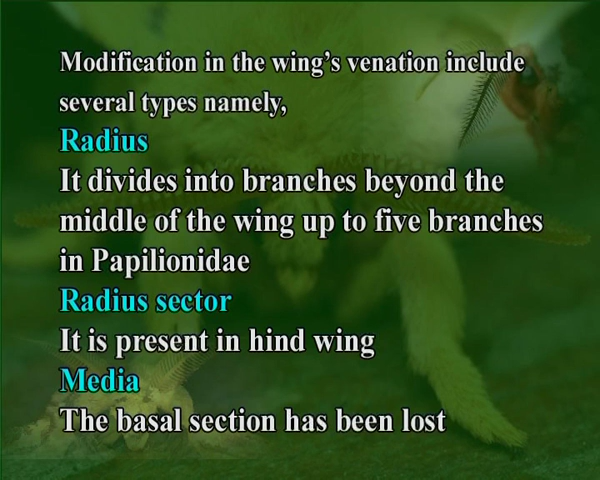 Modification in the wing’s venation include
several types namely,
Radius
It divides into branches beyond the
middle of the wing up to five branches
in Papilionidae
Radius sector
It is present in hind wing
Media
The basal section has been lost